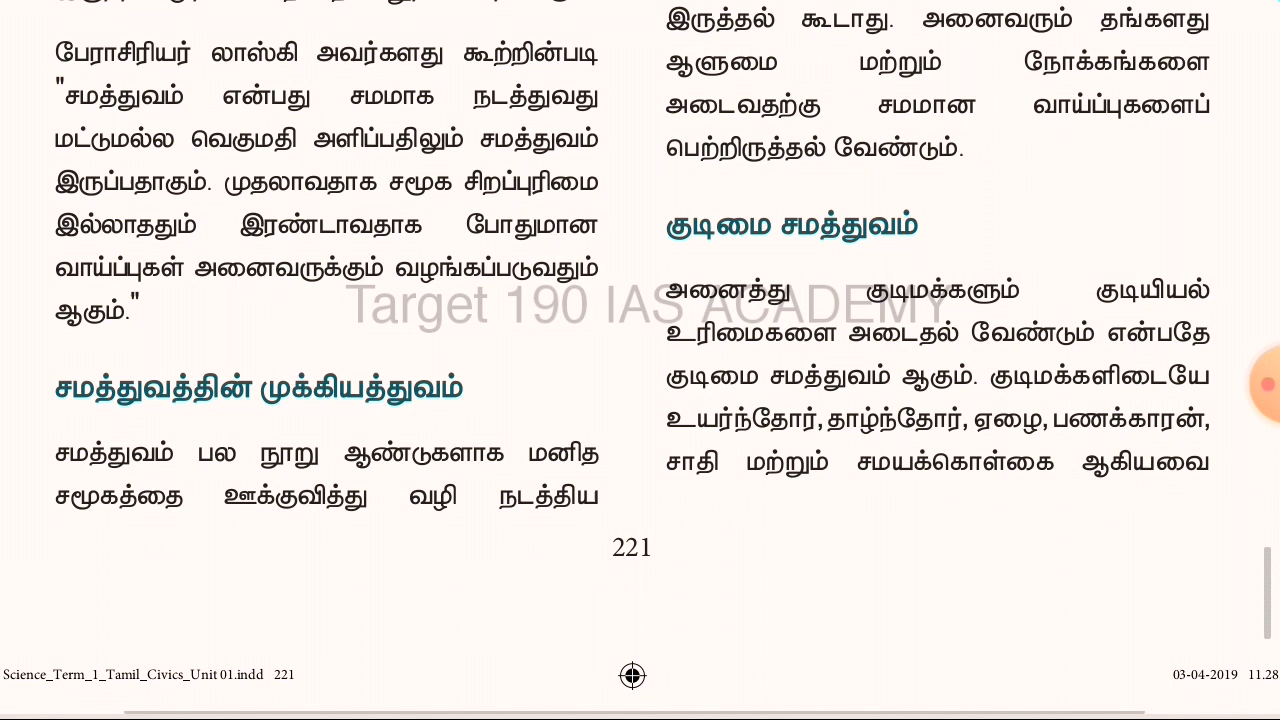 பேராசிரியர் லாஸ்கி அவர்களது கூற்றின்படி
"சமத்துவம் என்பது சமமாக நடத்துவது
மட்டுமல்ல வெகுமதி அளிப்பதிலும் சமத்துவம்
இருப்பதாகும். முதலாவதாக சமூக சிறப்புரிமை
இல்லாததும் இரண்டாவதாக போதுமான
வாய்ப்புகள் அனைவருக்கும் வழங்கப்படுவதும்
ஆகும்."
சமத்துவத்தின் முக்கியத்துவம்
சமத்துவம் பல நூறு ஆண்டுகளாக மனித
சமூகத்தை ஊக்குவித்து வழி நடத்திய
இருத்தல் கூடாது. அனைவரும் தங்களது
ஆளுமை மற்றும் நோக்கங்களை
அடைவதற்கு சமமான வாய்ப்புகளைப்
பெற்றிருத்தல் வேண்டும்.
குடிமை சமத்துவம்
அனைத்து குடிமக்களும் குடியியல்
உரிமைகளை அடைதல் வேண்டும் என்பதே
குடிமை சமத்துவம் ஆகும். குடிமக்களிடையே
உயர்ந்தோர், தாழ்ந்தோர், ஏழை, பணக்காரன்,
சாதி மற்றும் சமயக்கொள்கை ஆகியவை
Target 190 IAS ACADEMY
221
Science_Term_1_Tamil_Civics_Unit 01.indd 221
03-04-2019 11.28